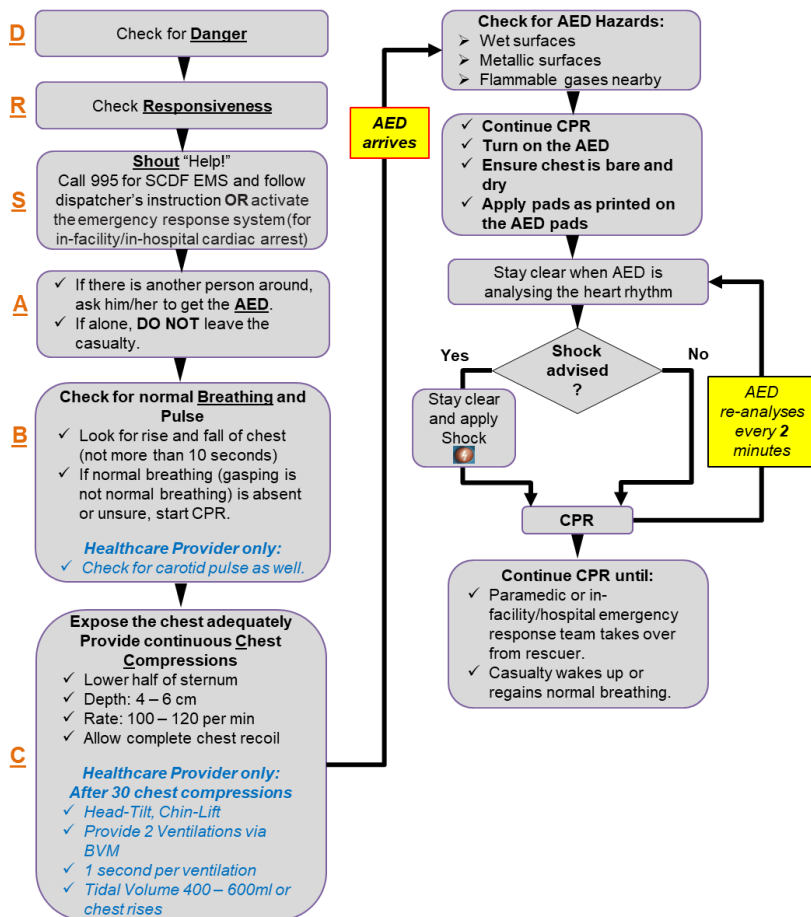 D
Check for Danger
R
Check Responsiveness
S
Shout “Help!”
Call 995 for SCDF EMS and follow
dispatcher’s instruction OR activate
the emergency response system (for
in-facility/in-hospital cardiac arrest)
A
✓ If there is another person around,
ask him/her to get the AED.
✓ If alone, DO NOT leave the
casualty.
B
Check for normal Breathing and
Pulse
✓ Look for rise and fall of chest
(not more than 10 seconds)
✓ If normal breathing (gasping is
not normal breathing) is absent
or unsure, start CPR.
Healthcare Provider only:
✓ Check for carotid pulse as well.
C
Expose the chest adequately
Provide continuous Chest
Compressions
✓ Lower half of sternum
✓ Depth: 4 – 6 cm
✓ Rate: 100 – 120 per min
✓ Allow complete chest recoil
Healthcare Provider only:
After 30 chest compressions
✓ Head-Tilt, Chin-Lift
✓ Provide 2 Ventilations via
BVM
✓ 1 second per ventilation
✓ Tidal Volume 400 – 600ml or
chest rises
AED
arrives
Check for AED Hazards:
➢ Wet surfaces
➢ Metallic surfaces
➢ Flammable gases nearby
✓ Continue CPR
✓ Turn on the AED
✓ Ensure chest is bare and
dry
✓ Apply pads as printed on
the AED pads
Stay clear when AED is
analysing the heart rhythm
Shock
advised
?
Yes
No
Stay clear
and apply
Shock
AED
re-analyses
every 2
minutes
CPR
Continue CPR until:
✓ Paramedic or in-
facility/hospital emergency
response team takes over
from rescuer.
✓ Casualty wakes up or
regains normal breathing.